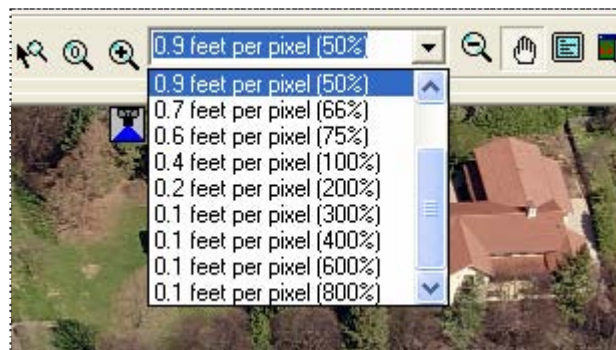 0.9 feet per pixel (50%)
0.9 feet per pixel (50%)
0.7 feet per pixel (66%)
0.6 feet per pixel (75%)
0.4 feet per pixel (100%)
0.2 feet per pixel (200%)
0.1 feet per pixel (300%)
0.1 feet per pixel (400%)
0.1 feet per pixel (600%)
0.1 feet per pixel (800%)